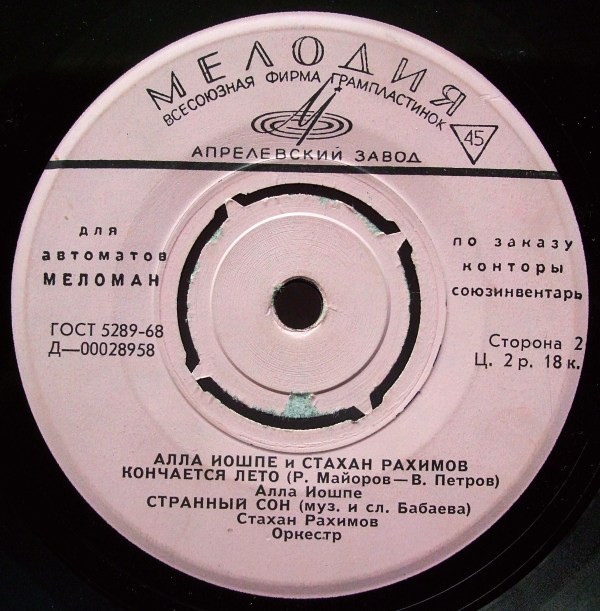 МЕЛОДИЯ
ВСЕСОЮЗНАЯ ФИРМА ГРАМПЛАСТИНОК
45
АПРЕЛЕВСКИЙ ЗАВОД
для
автоматов
МЕЛОМАН
по заказу
конторы
союзинвентарь
ГОСТ 5289-68
Д—00028958
Сторона 2
Ц. 2 р. 18 к.
АЛЛА ИОШПЕ и СТАХАН РАХИМОВ
КОНЧАЕТСЯ ЛЕТО (Р. Майоров—В. Петров)
Алла Иошпе
СТРАННЫЙ СОН (муз. и сл. Бабаева)
Стахан Рахимов
Оркестр